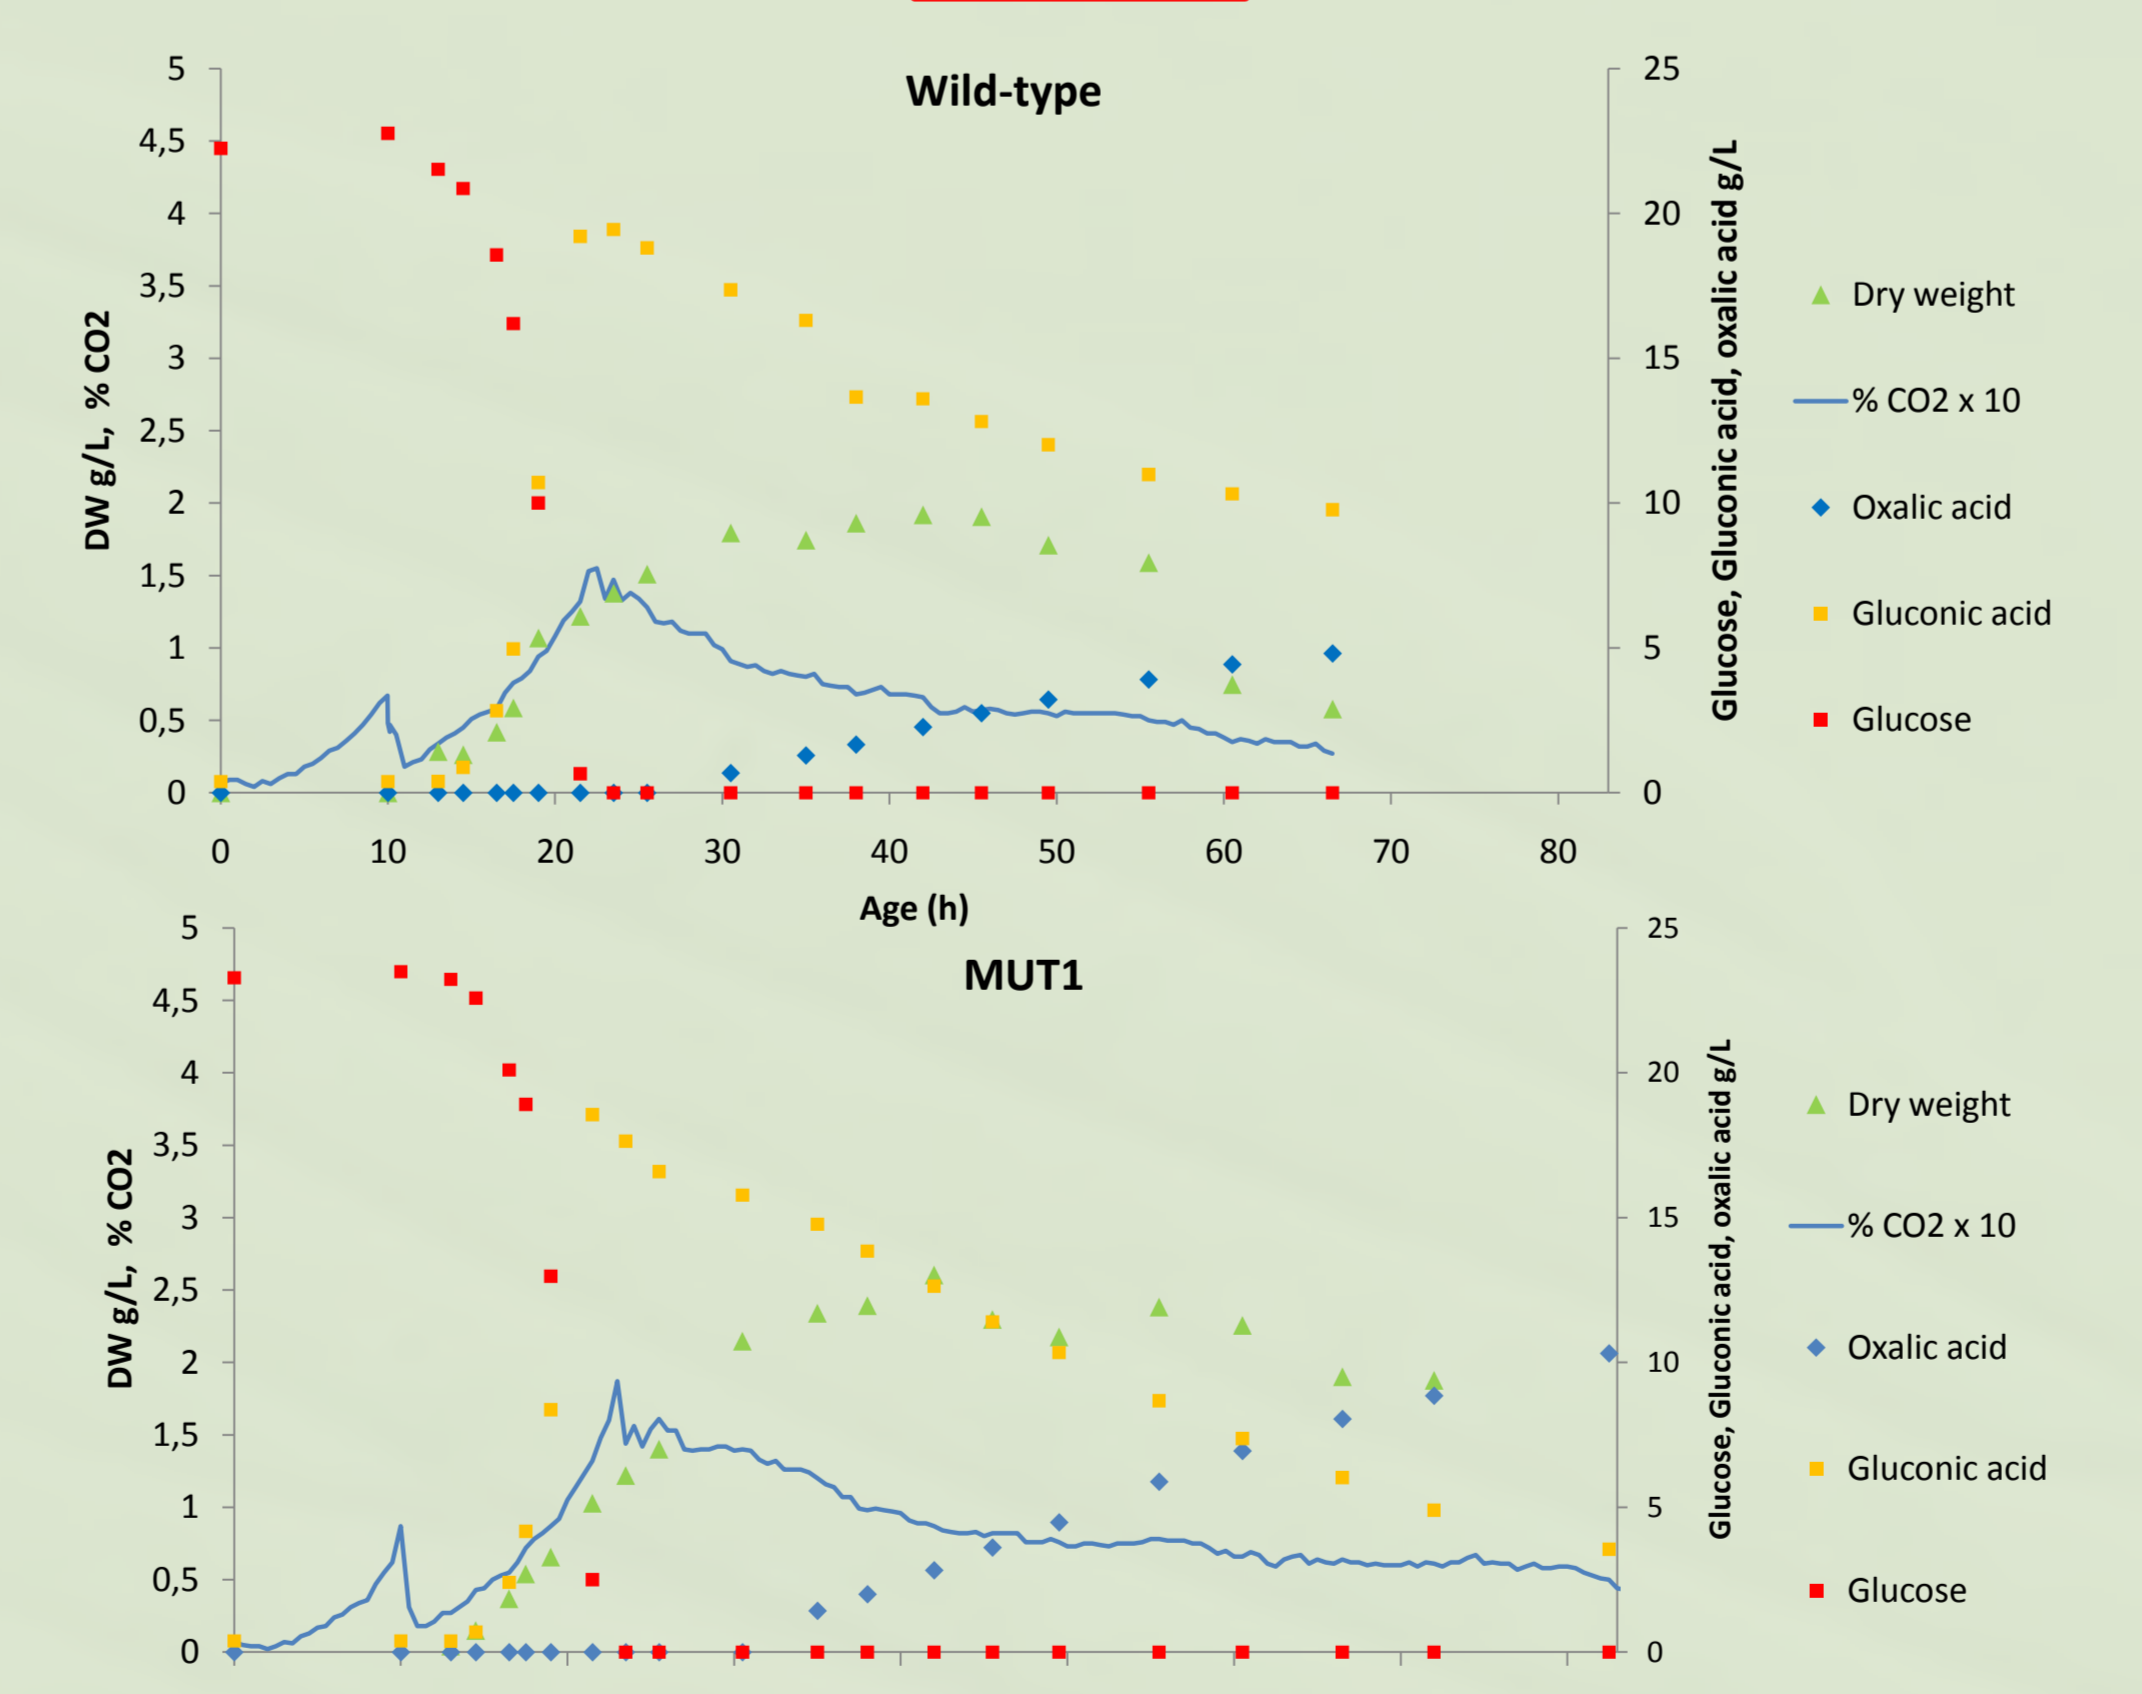 Wild-type
5
4,5
4
3,5
3
2,5
2
1,5
1
0,5
0
DW g/L, % CO2
25
20
15
10
5
0
Glucose, Gluconic acid, oxalic acid g/L
0 10 20 30 40 50 60 70 80
Age (h)
Dry weight
% CO2 x 10
Oxalic acid
Gluconic acid
Glucose
MUT1
5
4,5
4
3,5
3
2,5
2
1,5
1
0,5
0
DW g/L, % CO2
25
20
15
10
5
0
Glucose, Gluconic acid, oxalic acid g/L
Dry weight
% CO2 x 10
Oxalic acid
Gluconic acid
Glucose